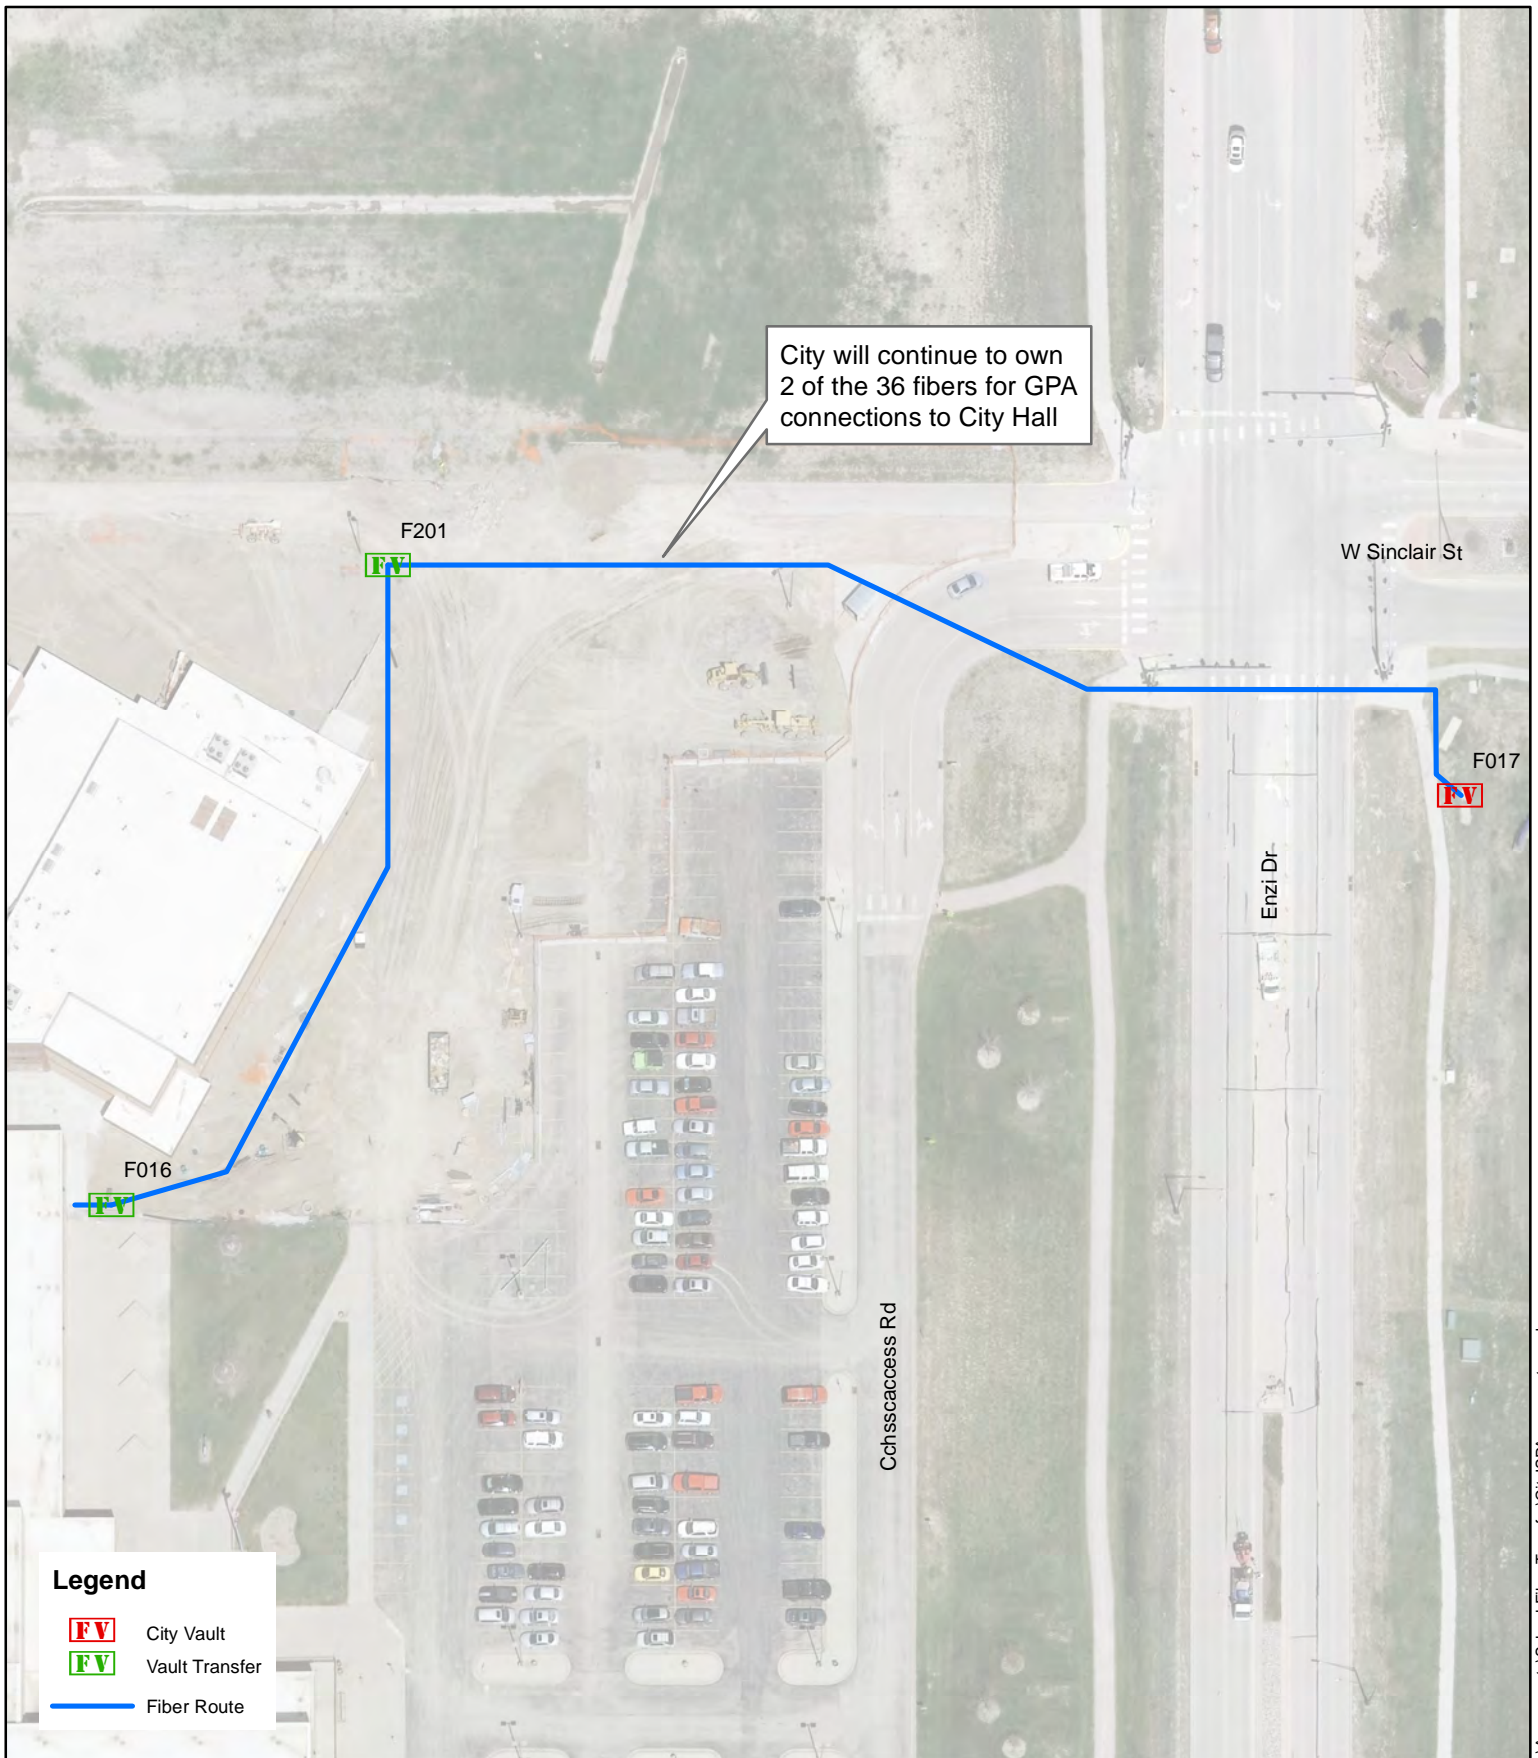 City will continue to own
2 of the 36 fibers for GPA
connections to City Hall
F201
FV
W Sinclair St
F017
FV
Enzi Dr
F016
FV
Cchsscaccess Rd
Legend
FV City Vault
FV Vault Transfer
Fiber Route